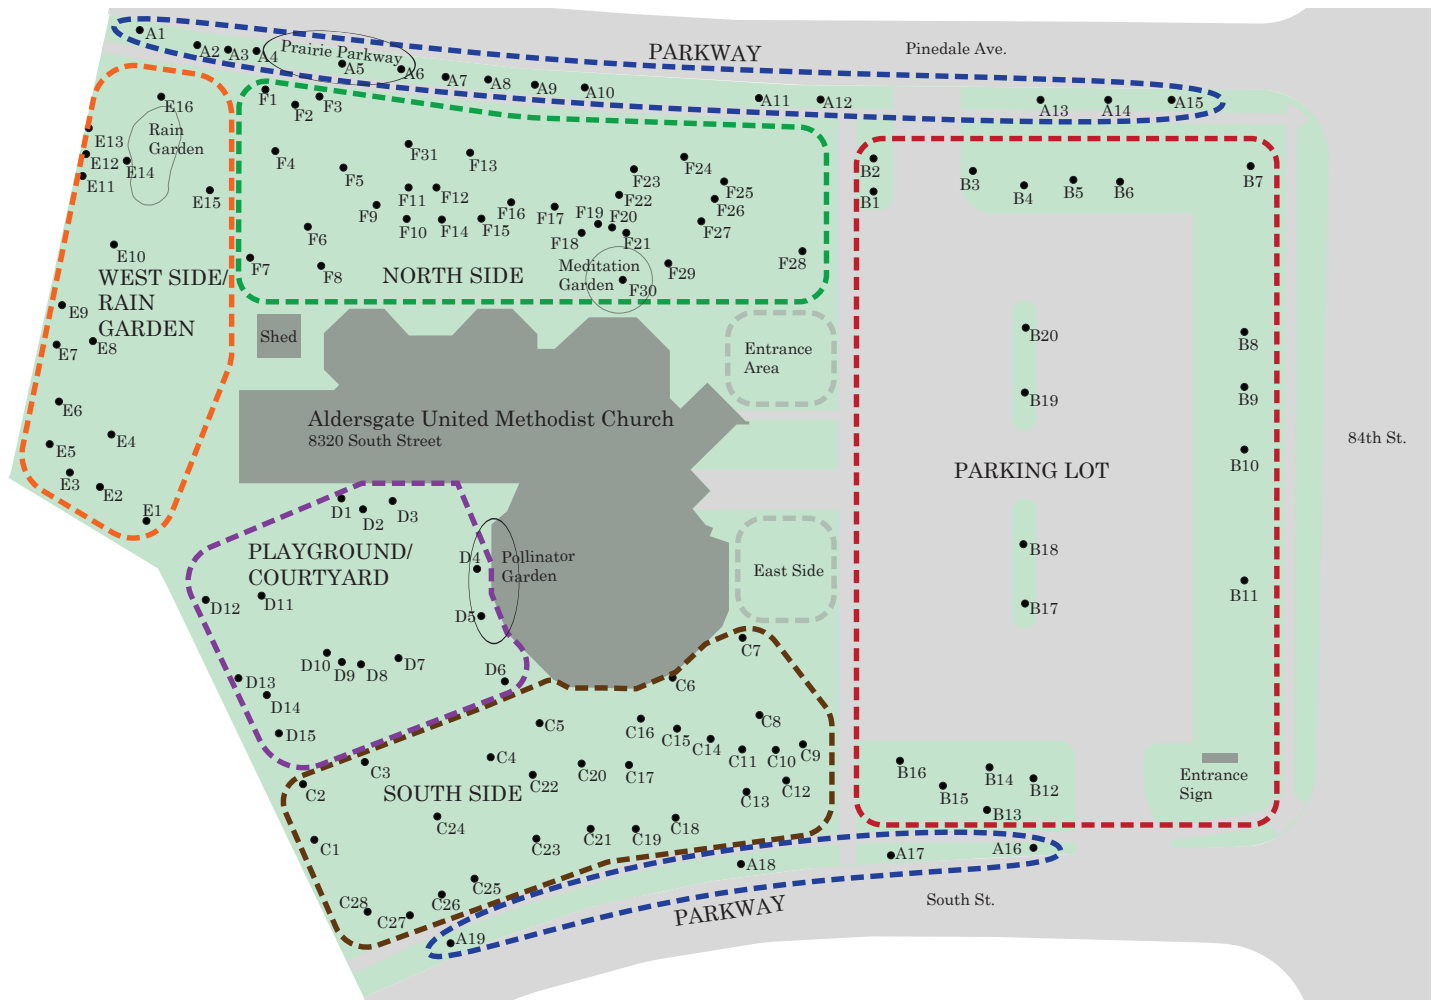 A1
A2
A3
A4
Prairie Parkway
A5
A6
A7
A8
A9
A10
PARKWAY
Pinedale Ave.
A11
A12
A13
A14
A15
E16
Rain
Garden
E13
E12
E14
E11
E15
E10
WEST SIDE/
RAIN
GARDEN
E9
E8
E7
E6
E5
E4
E3
E2
E1
F1
F2
F3
F4
F5
F31
F13
F11
F12
F9
F10
F14
F15
F16
F17
F6
F7
F8
NORTH SIDE
F24
F23
F25
F22
F26
F19
F20
F18
F21
F27
F28
F29
Meditation
Garden
F30
B2
B1
B3
B4
B5
B6
B7
B20
B8
B19
B9
B10
PARKING LOT
84th St.
B18
B11
B17
Shed
Entrance
Area
Aldersgate United Methodist Church
8320 South Street
East Side
D1
D2
D3
PLAYGROUND/
COURTYARD
D4
Pollinator
Garden
D5
D12
D11
D10
D9
D8
D7
D6
D13
D14
D15
C7
C6
C5
C16
C15
C14
C8
C9
C11
C10
C3
C4
C2
C22
C20
C17
C12
C13
SOUTH SIDE
C24
C1
C23
C21
C19
C18
C25
C26
C28
C27
B16
B14
B15
B12
B13
Entrance
Sign
A16
A17
A18
PARKWAY
South St.
A19